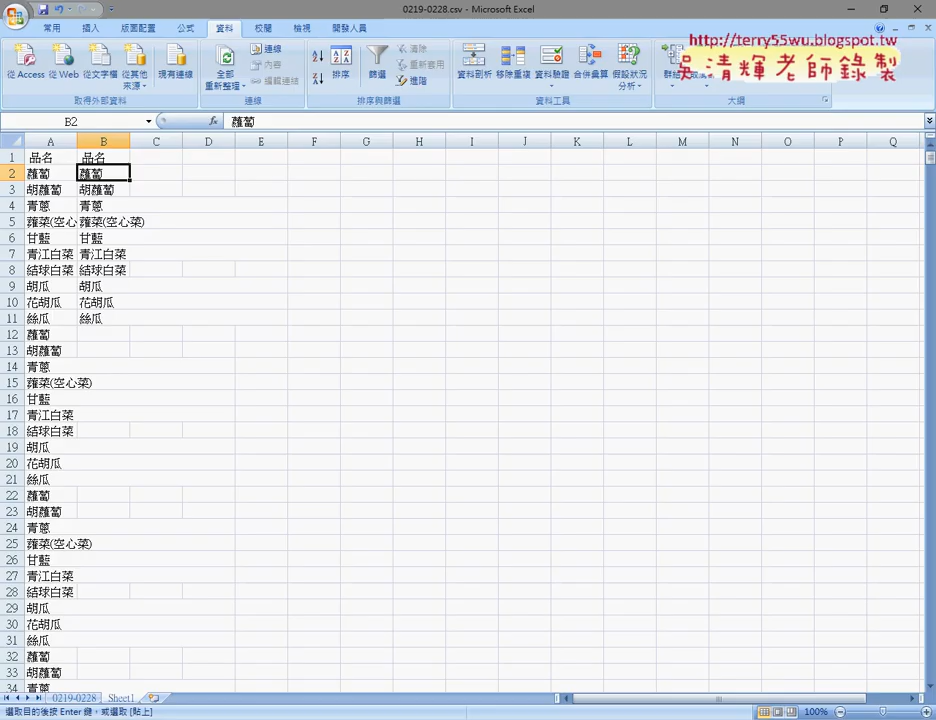 0219-0228.csv - Microsoft Excel
常用 插入 版面配置 公式 資料 校閱 檢視 開發人員
http://terry55wu.blogspot.tw
吳清輝老師錄製
從 Access 從 Web 從文字檔 從其他來源 現有連線 全部重新整理 連線 內容 編輯連結 排序 篩選 清除 重新套用 進階 資料剖析 移除重複 資料驗證 合併彙算 假設狀況分析
取得外部資料 連線 排序與篩選 資料工具 大綱
B2 fx 蘿蔔
A B C D E F G H I J K L M N O P Q
1 品名 品名
2 蘿蔔 蘿蔔
3 胡蘿蔔 胡蘿蔔
4 青蔥 青蔥
5 蕹菜(空心 蕹菜(空心菜)
6 甘藍 甘藍
7 青江白菜 青江白菜
8 結球白菜 結球白菜
9 胡瓜 胡瓜
10 花胡瓜 花胡瓜
11 絲瓜 絲瓜
12 蘿蔔
13 胡蘿蔔
14 青蔥
15 蕹菜(空心菜)
16 甘藍
17 青江白菜
18 結球白菜
19 胡瓜
20 花胡瓜
21 絲瓜
22 蘿蔔
23 胡蘿蔔
24 青蔥
25 蕹菜(空心菜)
26 甘藍
27 青江白菜
28 結球白菜
29 胡瓜
30 花胡瓜
31 絲瓜
32 蘿蔔
33 胡蘿蔔
34 青蔥
0219-0228 Sheet1
選取目的後按 Enter 鍵，或選取 [貼上]
100%